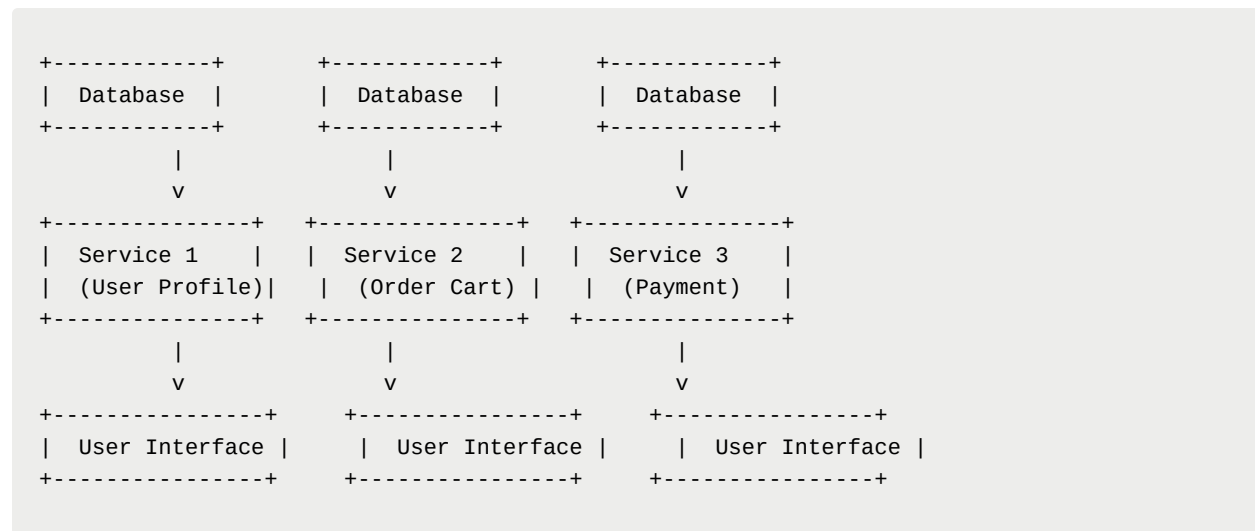 +------------+       +------------+       +------------+
|  Database  |       |  Database  |       |  Database  |
+------------+       +------------+       +------------+
          |               |                     |
          v               v                     v
+---------------+   +---------------+   +---------------+
|  Service 1    |   |  Service 2    |   |  Service 3    |
|  (User Profile)|   |  (Order Cart) |   |  (Payment)    |
+---------------+   +---------------+   +---------------+
          |               |                     |
          v               v                     v
+----------------+     +----------------+     +----------------+
|  User Interface |     |  User Interface |     |  User Interface |
+----------------+     +----------------+     +----------------+